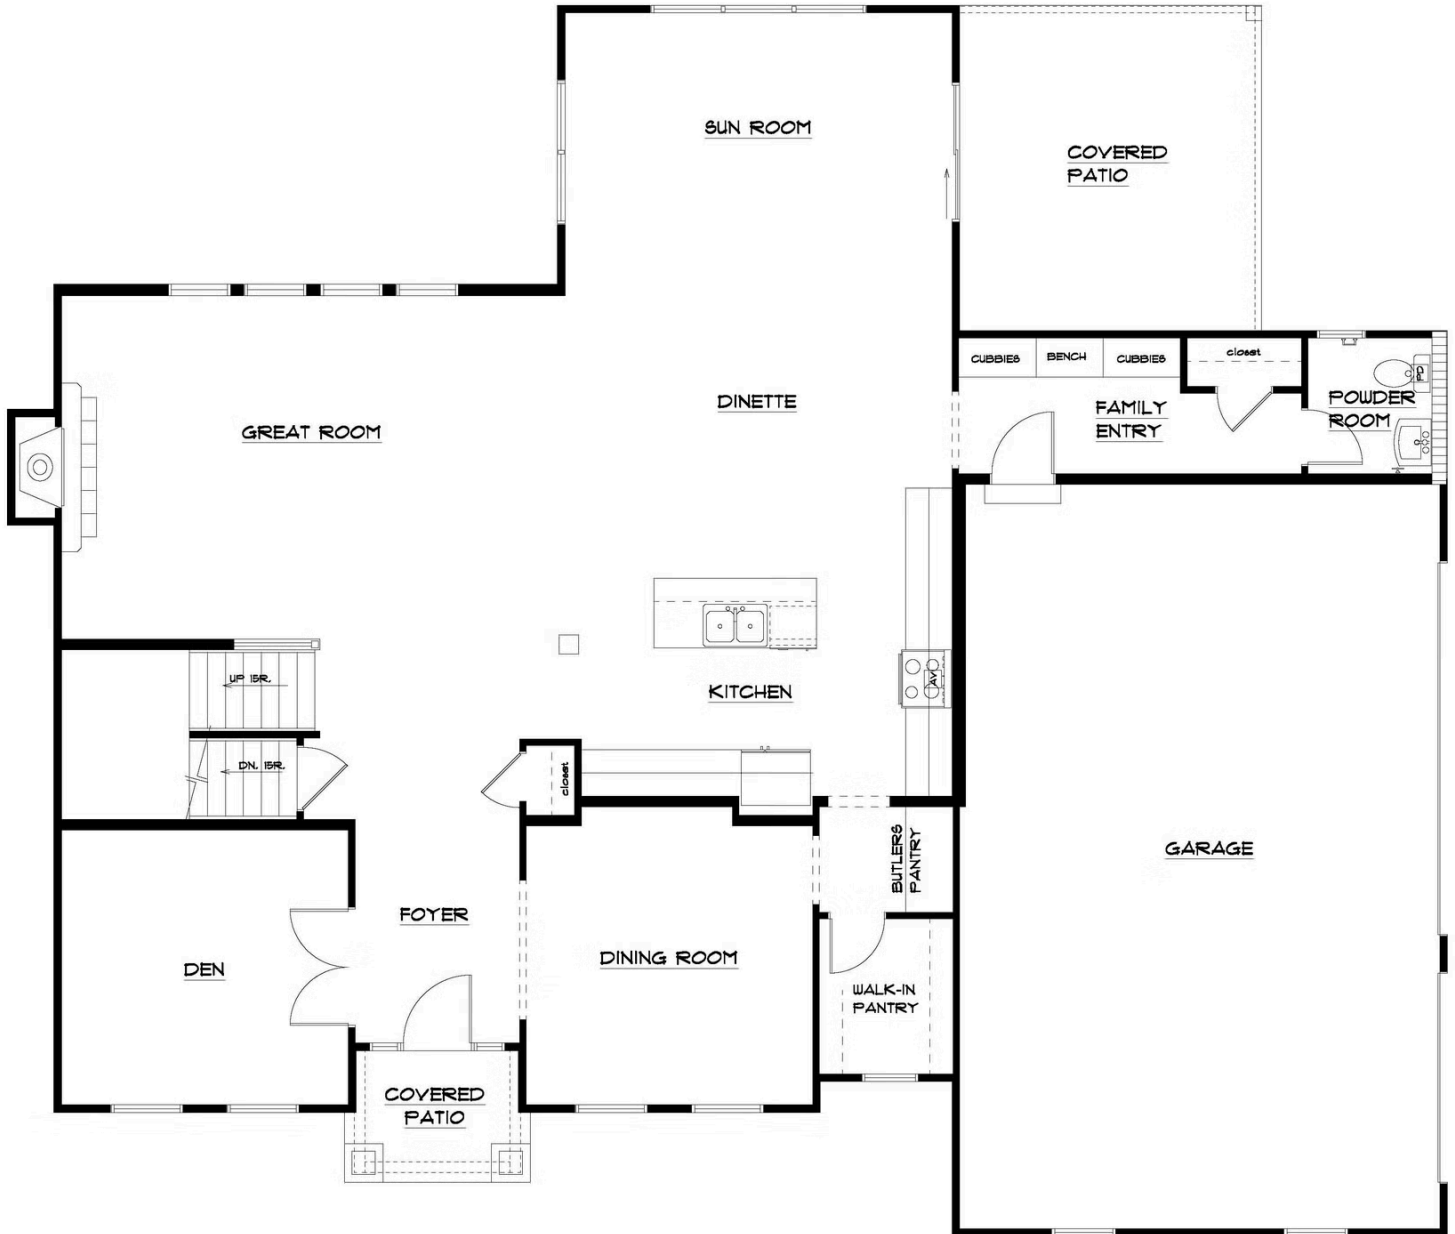 SUN ROOM
COVERED
PATIO
CUBBIES
BENCH
CUBBIES
closet
POWDER
ROOM
FAMILY
ENTRY
DINETTE
GREAT ROOM
UP 15R.
KITCHEN
DN. 15R.
closet
BUTLERS
PANTRY
GARAGE
FOYER
DINING ROOM
DEN
WALK-IN
PANTRY
COVERED
PATIO